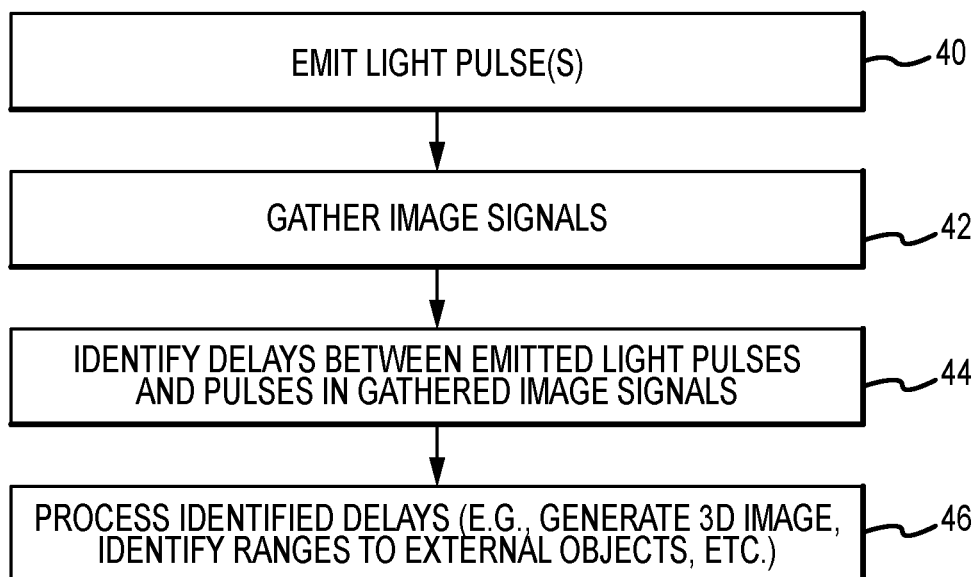 EMIT LIGHT PULSE(S)
40
GATHER IMAGE SIGNALS
42
IDENTIFY DELAYS BETWEEN EMITTED LIGHT PULSES
AND PULSES IN GATHERED IMAGE SIGNALS
44
PROCESS IDENTIFIED DELAYS (E.G., GENERATE 3D IMAGE,
IDENTIFY RANGES TO EXTERNAL OBJECTS, ETC.)
46